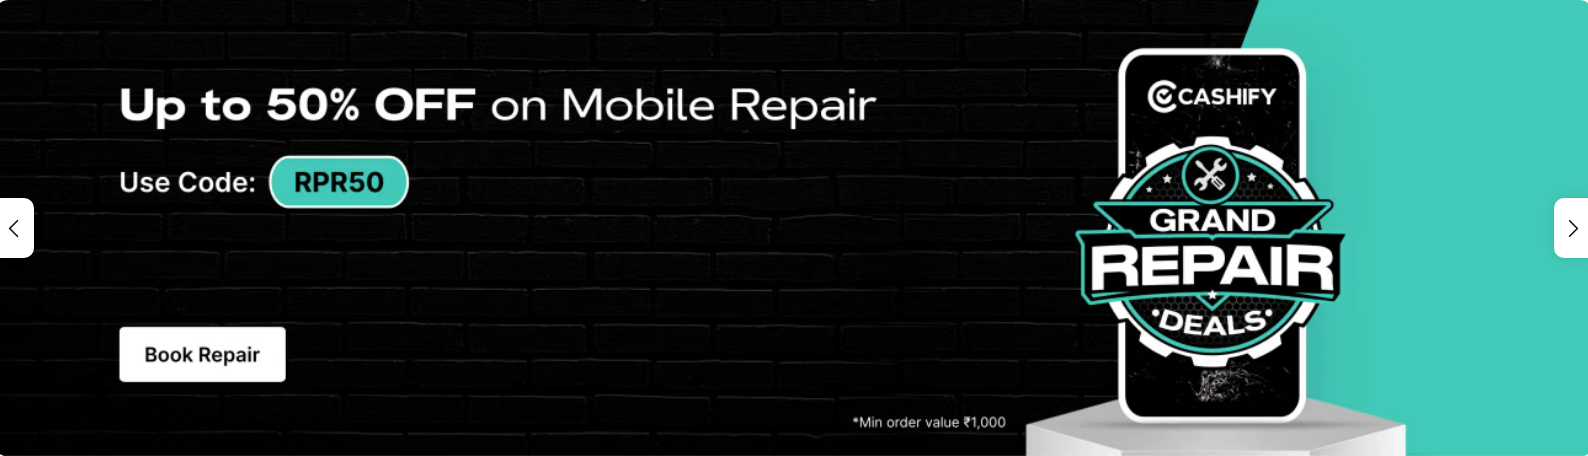 Up to 50% OFF on Mobile Repair
Use Code: RPR50
Book Repair
*Min order value ₹1,000
CASHIFY
GRAND
REPAIR
DEALS